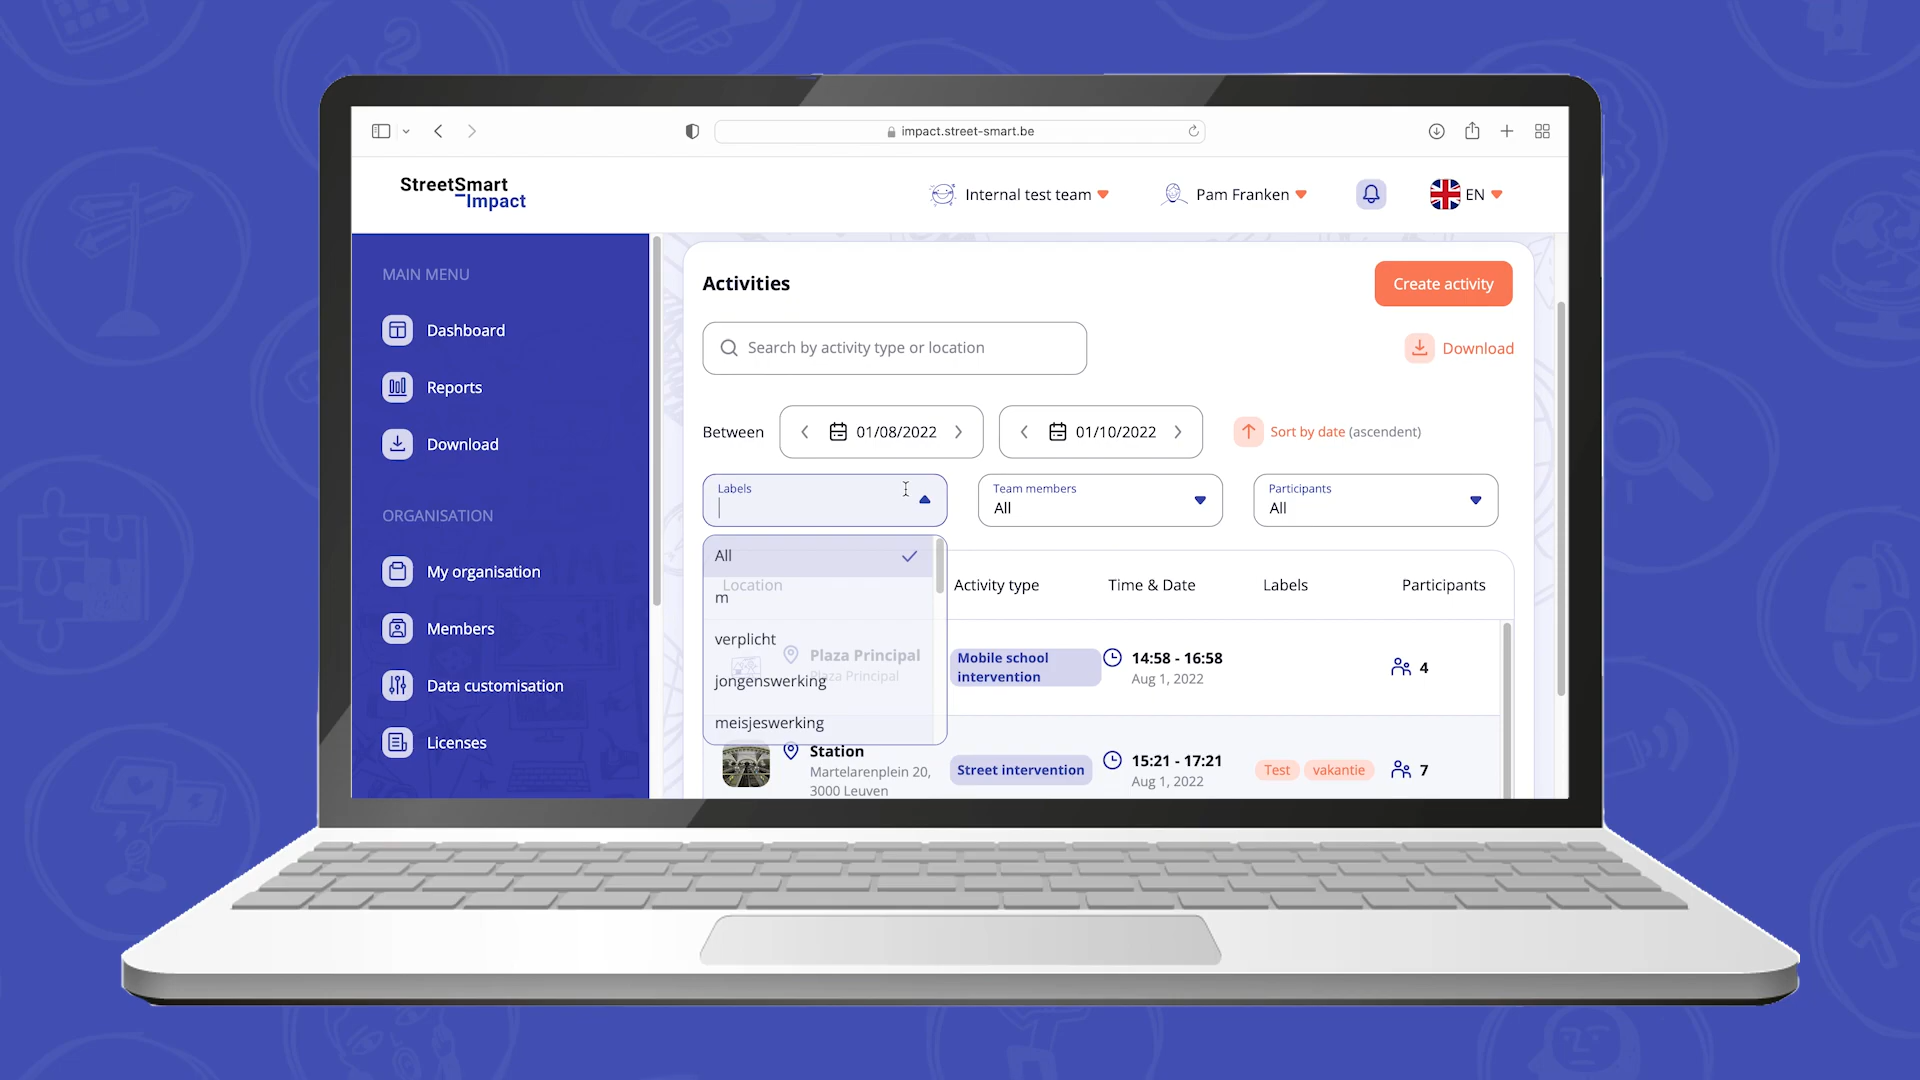 impact.street-smart.be
StreetSmart
Impact
Internal test team
Pam Franken
EN
MAIN MENU
Dashboard
Reports
Download
ORGANISATION
My organisation
Members
Data customisation
Licenses
Activities
Create activity
Search by activity type or location
Download
Between
01/08/2022
01/10/2022
Sort by date (ascendent)
Labels
Team members
All
Participants
All
All
m
verplicht
jongenswerking
meisjeswerking
Location
Activity type
Time & Date
Labels
Participants
Plaza Principal
Plaza Principal
Mobile school
intervention
14:58 - 16:58
Aug 1, 2022
4
Station
Martelarenplein 20,
3000 Leuven
Street intervention
15:21 - 17:21
Aug 1, 2022
Test
vakantie
7